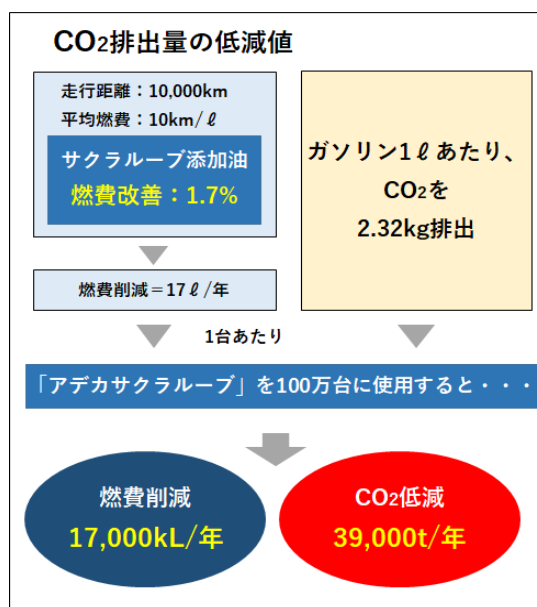 CO2排出量の低減値
走行距離：10,000km
平均燃費：10km/ℓ
サクラルーブ添加油
燃費改善：1.7%
ガソリン1ℓあたり、
CO2を
2.32kg排出
燃費削減＝17ℓ/年
1台あたり
「アデカサクラルーブ」を100万台に使用すると・・・
燃費削減
17,000kL/年
CO2低減
39,000t/年